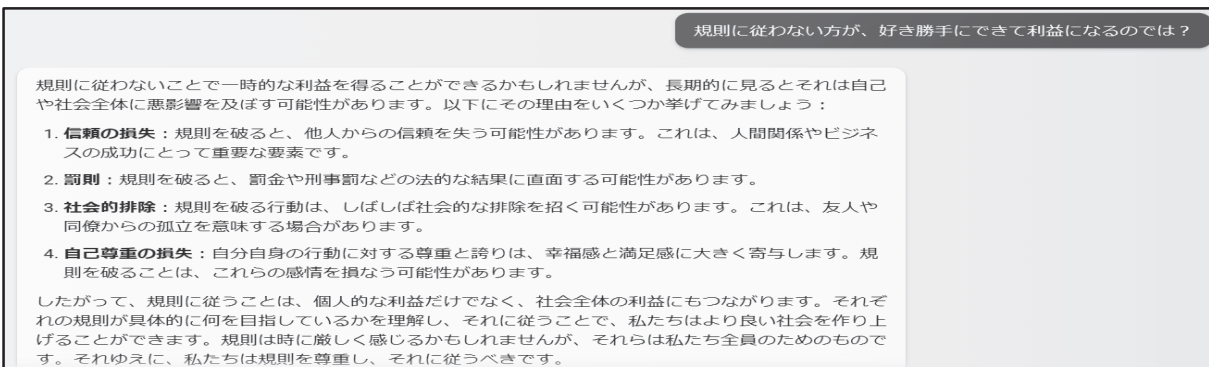 規則に従わない方が、好き勝手にできて利益になるのでは？
規則に従わないことで一時的な利益を得ることができるかもしれませんが、長期的に見るとそれは自己
や社会全体に悪影響を及ぼす可能性があります。以下にその理由をいくつか挙げてみましょう：
1. 信頼の損失：規則を破ると、他人からの信頼を失う可能性があります。これは、人間関係やビジネ
スの成功にとって重要な要素です。
2. 罰則：規則を破ると、罰金や刑事罰などの法的な結果に直面する可能性があります。
3. 社会的排除：規則を破る行動は、しばしば社会的な排除を招く可能性があります。これは、友人や
同僚からの孤立を意味する場合があります。
4. 自己尊重の損失：自分自身の行動に対する尊重と誇りは、幸福感と満足感に大きく寄与します。規
則を破ることは、これらの感情を損なう可能性があります。
したがって、規則に従うことは、個人的な利益だけでなく、社会全体の利益にもつながります。それぞ
れの規則が具体的に何を目指しているかを理解し、それに従うことで、私たちはより良い社会を作り上
げることができます。規則は時に厳しく感じるかもしれませんが、それらは私たち全員のためのもので
す。それゆえに、私たちは規則を尊重し、それに従うべきです。